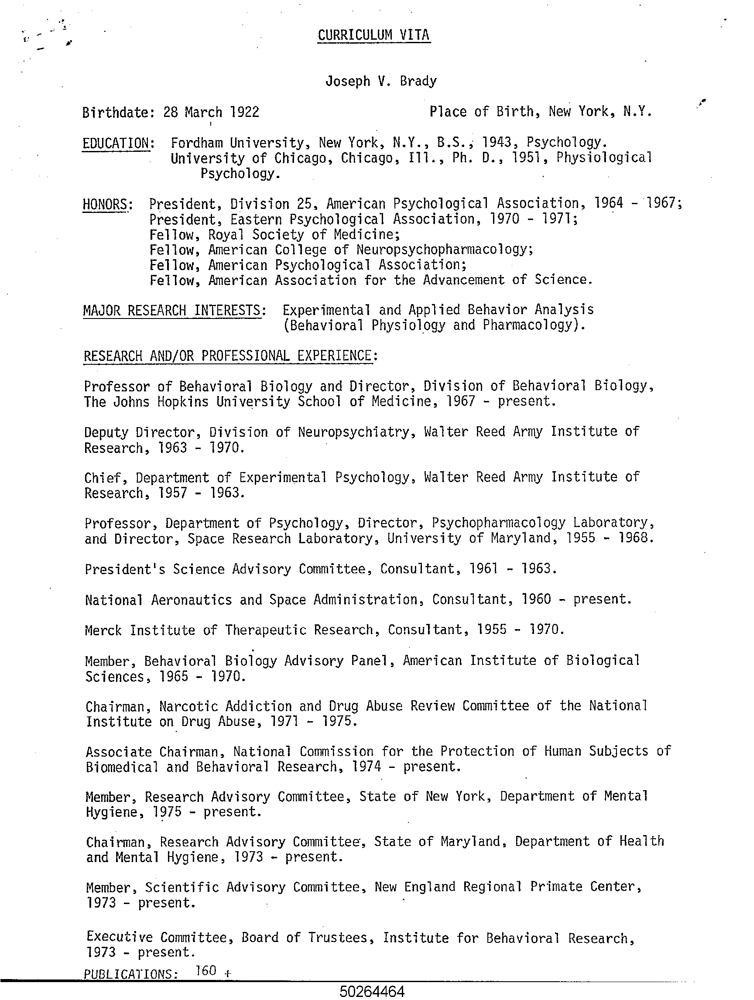 CURRICULUM VITA
Joseph V. Brady
Birthdate: 28 March 1922 Place of Birth, New York, N.Y.
EDUCATION: Fordham University, New York, N.Y., B.S., 1943, Psychology.
University of Chicago, Chicago, Ill., Ph. D., 1951, Physiological
Psychology.
HONORS: President, Division 25, American Psychological Association, 1964 - 1967;
President, Eastern Psychological Association, 1970 - 1971;
Fellow, Royal Society of Medicine;
Fellow, American College of Neuropsychopharmacology;
Fellow, American Psychological Association;
Fellow, American Association for the Advancement of Science.
MAJOR RESEARCH INTERESTS: Experimental and Applied Behavior Analysis
(Behavioral Physiology and Pharmacology).
RESEARCH AND/OR PROFESSIONAL EXPERIENCE:
Professor of Behavioral Biology and Director, Division of Behavioral Biology,
The Johns Hopkins University School of Medicine, 1967 - present.
Deputy Director, Division of Neuropsychiatry, Walter Reed Army Institute of
Research, 1963 - 1970.
Chief, Department of Experimental Psychology, Walter Reed Army Institute of
Research, 1957 - 1963.
Professor, Department of Psychology, Director, Psychopharmacology Laboratory,
and Director, Space Research Laboratory, University of Maryland, 1955 - 1968.
President's Science Advisory Committee, Consultant, 1961 - 1963.
National Aeronautics and Space Administration, Consultant, 1960 - present.
Merck Institute of Therapeutic Research, Consultant, 1955 - 1970.
Member, Behavioral Biology Advisory Panel, American Institute of Biological
Sciences, 1965 - 1970.
Chairman, Narcotic Addiction and Drug Abuse Review Committee of the National
Institute on Drug Abuse, 1971 - 1975.
Associate Chairman, National Commission for the Protection of Human Subjects of
Biomedical and Behavioral Research, 1974 - present.
Member, Research Advisory Committee, State of New York, Department of Mental
Hygiene, 1975 - present.
Chairman, Research Advisory Committee, State of Maryland, Department of Health
and Mental Hygiene, 1973 - present.
Member, Scientific Advisory Committee, New England Regional Primate Center,
1973 - present.
Executive Committee, Board of Trustees, Institute for Behavioral Research,
1973 - present.
PUBLICATIONS: 160 +
50264464